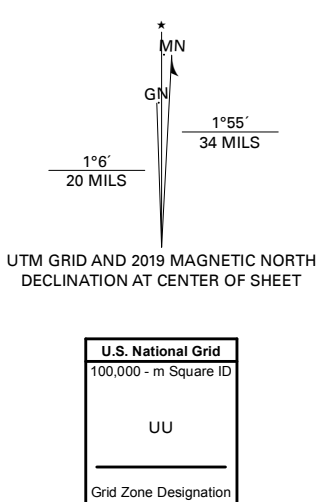 ★
MN
GN
1°55´
34 MILS
1°6´
20 MILS
UTM GRID AND 2019 MAGNETIC NORTH
DECLINATION AT CENTER OF SHEET
U.S. National Grid
100,000 - m Square ID
UU
Grid Zone Designation